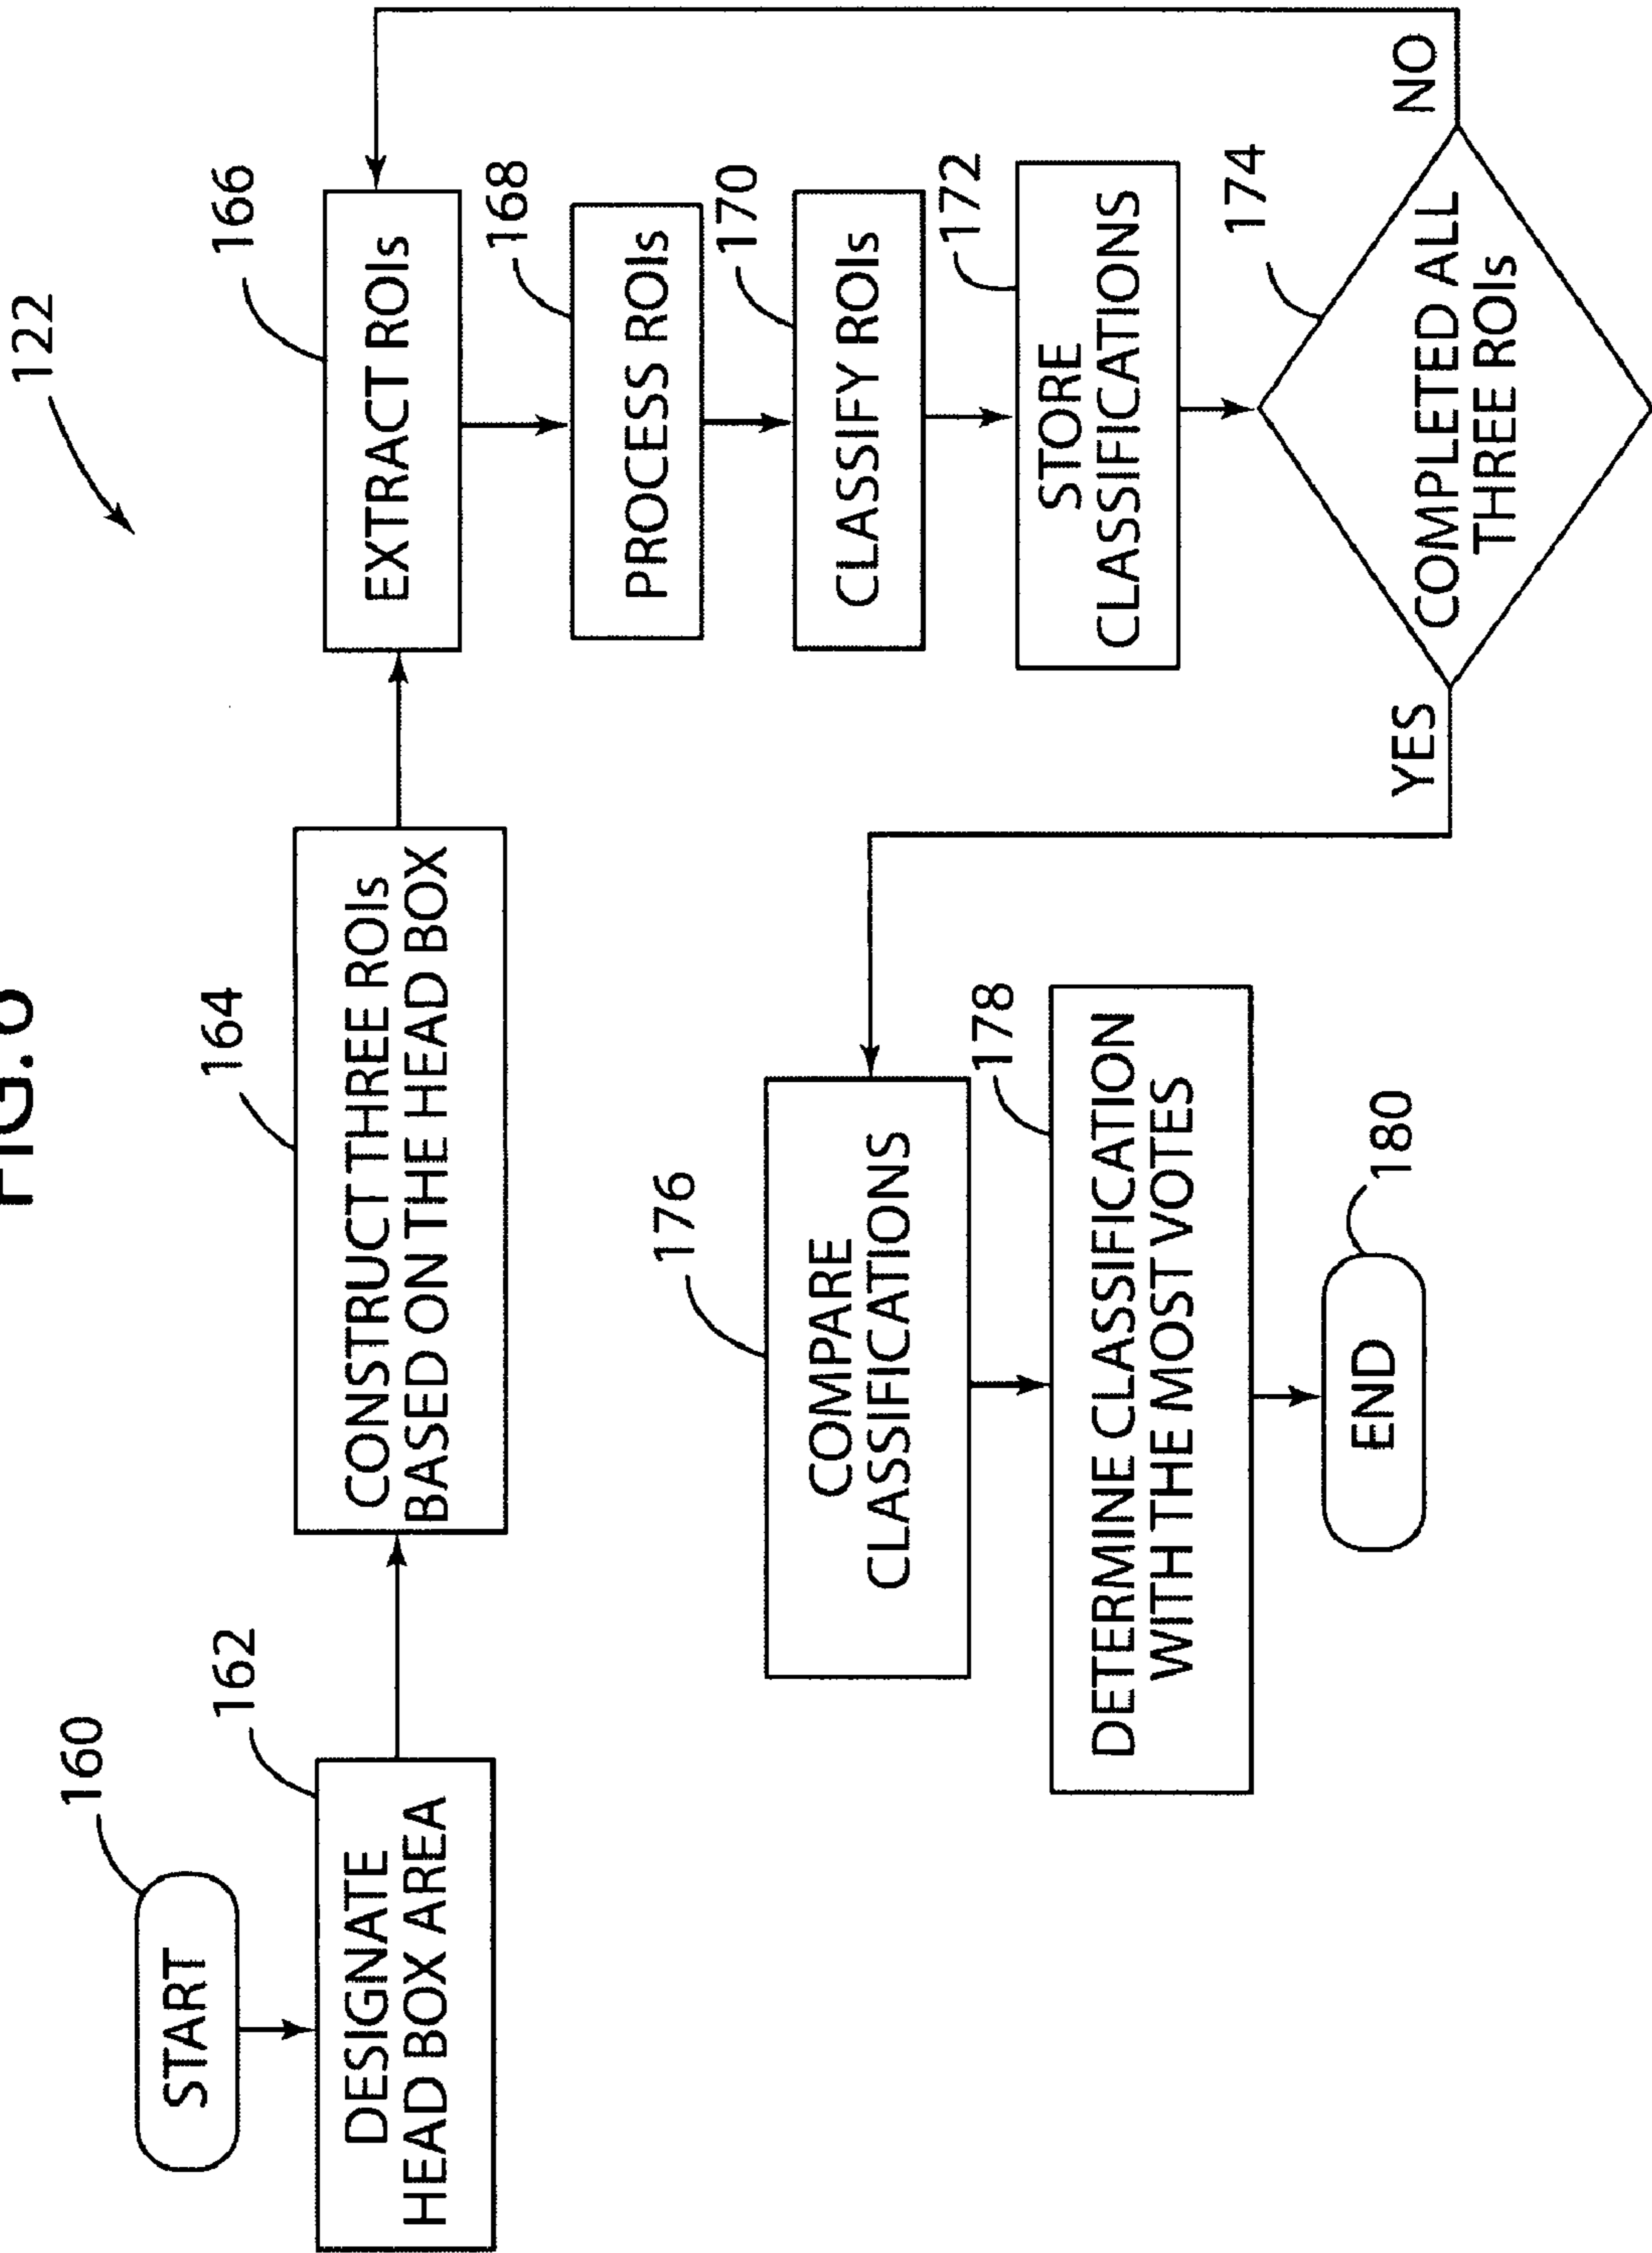 122
160
START
162
DESIGNATE
HEAD BOX AREA
164
CONSTRUCT THREE ROIs
BASED ON THE HEAD BOX
166
EXTRACT ROIs
168
PROCESS ROIs
170
CLASSIFY ROIs
172
STORE
CLASSIFICATIONS
174
COMPLETED ALL
THREE ROIs
NO
YES
176
COMPARE
CLASSIFICATIONS
178
DETERMINE CLASSIFICATION
WITH THE MOST VOTES
180
END